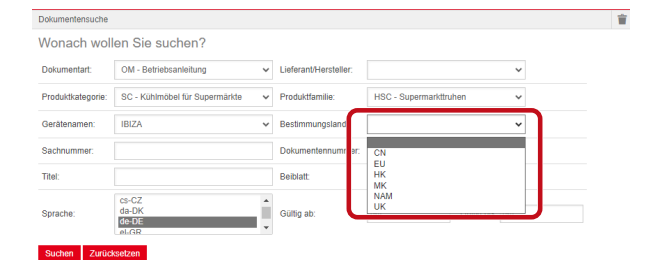 Dokumentensuche
Wonach wollen Sie suchen?
Dokumentart: OM - Betriebsanleitung Lieferant/Hersteller:
Produktkategorie: SC - Kühlmöbel für Supermärkte Produktfamilie: HSC - Supermarkttruhen
Gerätenamen: IBIZA Bestimmungsland:
Sachnummer: Dokumentennummer:
CN
EU
HK
MK
NAM
UK
Titel: Beiblatt:
Sprache:
cs-CZ
da-DK
de-DE
el-GR
Gültig ab:
Suchen Zurücksetzen